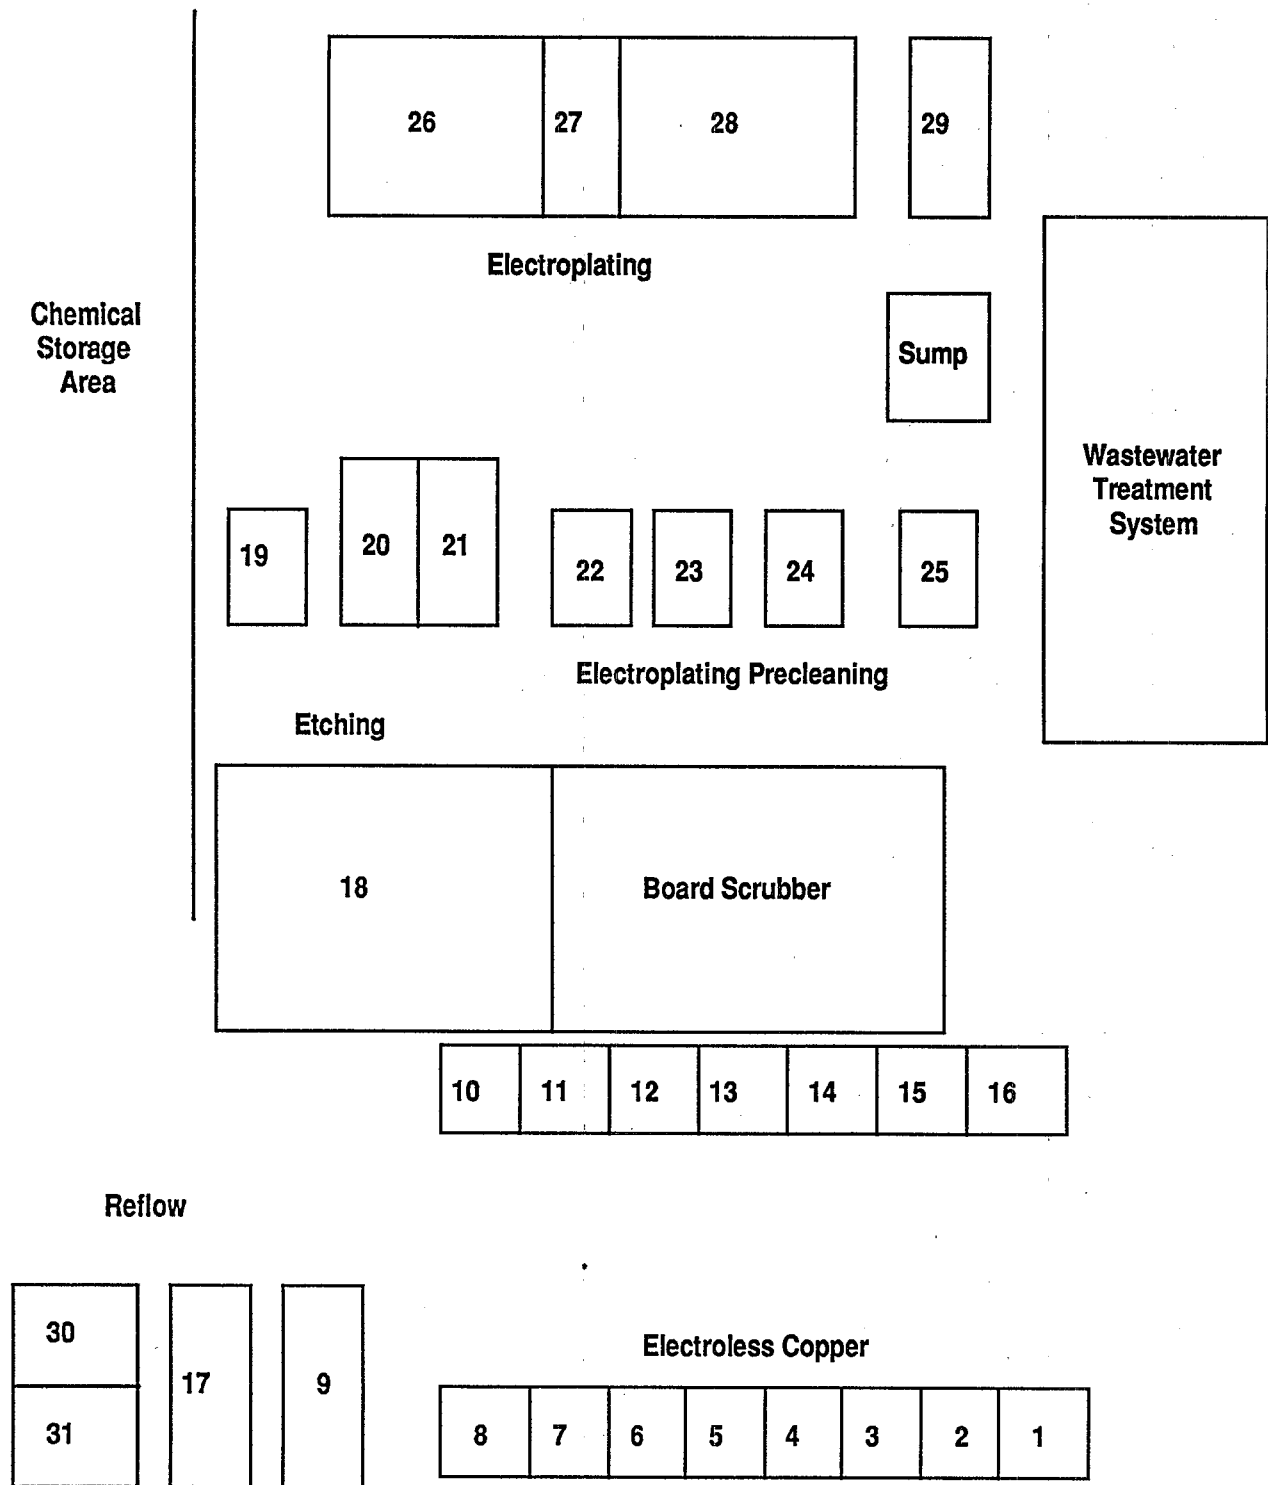 26 27 28 29
Electroplating
Chemical
Storage
Area
Sump
Wastewater
Treatment
System
19 20 21 22 23 24 25
Electroplating Precleaning
Etching
18 Board Scrubber
10 11 12 13 14 15 16
Reflow
30
31
17
9
Electroless Copper
8 7 6 5 4 3 2 1